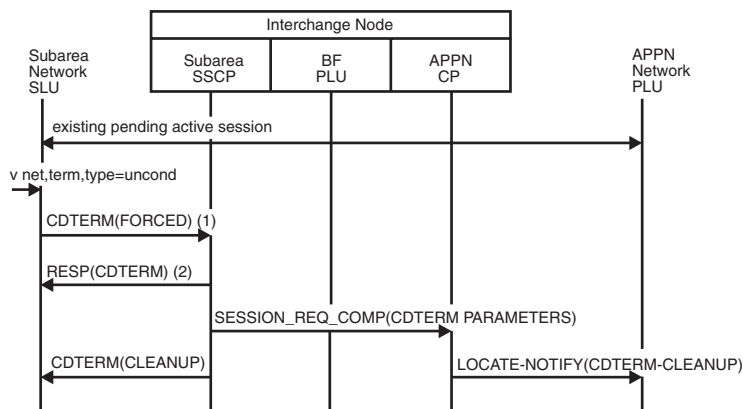 Interchange Node
Subarea
Network
SLU
Subarea
SSCP
BF
PLU
APPN
CP
APPN
Network
PLU
existing pending active session
v net,term,type=uncond
CDTERM(FORCED) (1)
RESP(CDTERM) (2)
SESSION_REQ_COMP(CDTERM PARAMETERS)
CDTERM(CLEANUP)
LOCATE-NOTIFY(CDTERM-CLEANUP)